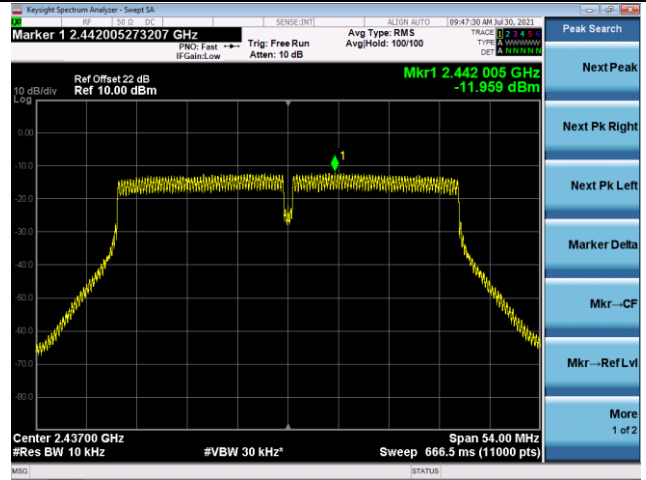 Keysight Spectrum Analyzer - Swept SA
RF 50 Ω DC SENSE:INT ALIGN AUTO 09:47:30 AM Jul 30, 2021
Marker 1 2.442005273207 GHz
PNO: Fast
IFGain:Low
Trig: Free Run
Atten: 10 dB
Avg Type: RMS
Avg|Hold: 100/100
TRACE 1 2 3 4 5 6
TYPE A WWWWW
DET A N N N N N
Peak Search
Ref Offset 22 dB
Ref 10.00 dBm
10 dB/div
Log
Mkr1 2.442 005 GHz
-11.959 dBm
0.00
-10.0
-20.0
-30.0
-40.0
-50.0
-60.0
-70.0
-80.0
1
Center 2.43700 GHz
Span 54.00 MHz
#Res BW 10 kHz
#VBW 30 kHz*
Sweep 666.5 ms (11000 pts)
MSG
STATUS
Next Peak
Next Pk Right
Next Pk Left
Marker Delta
Mkr→CF
Mkr→Ref Lvl
More
1 of 2